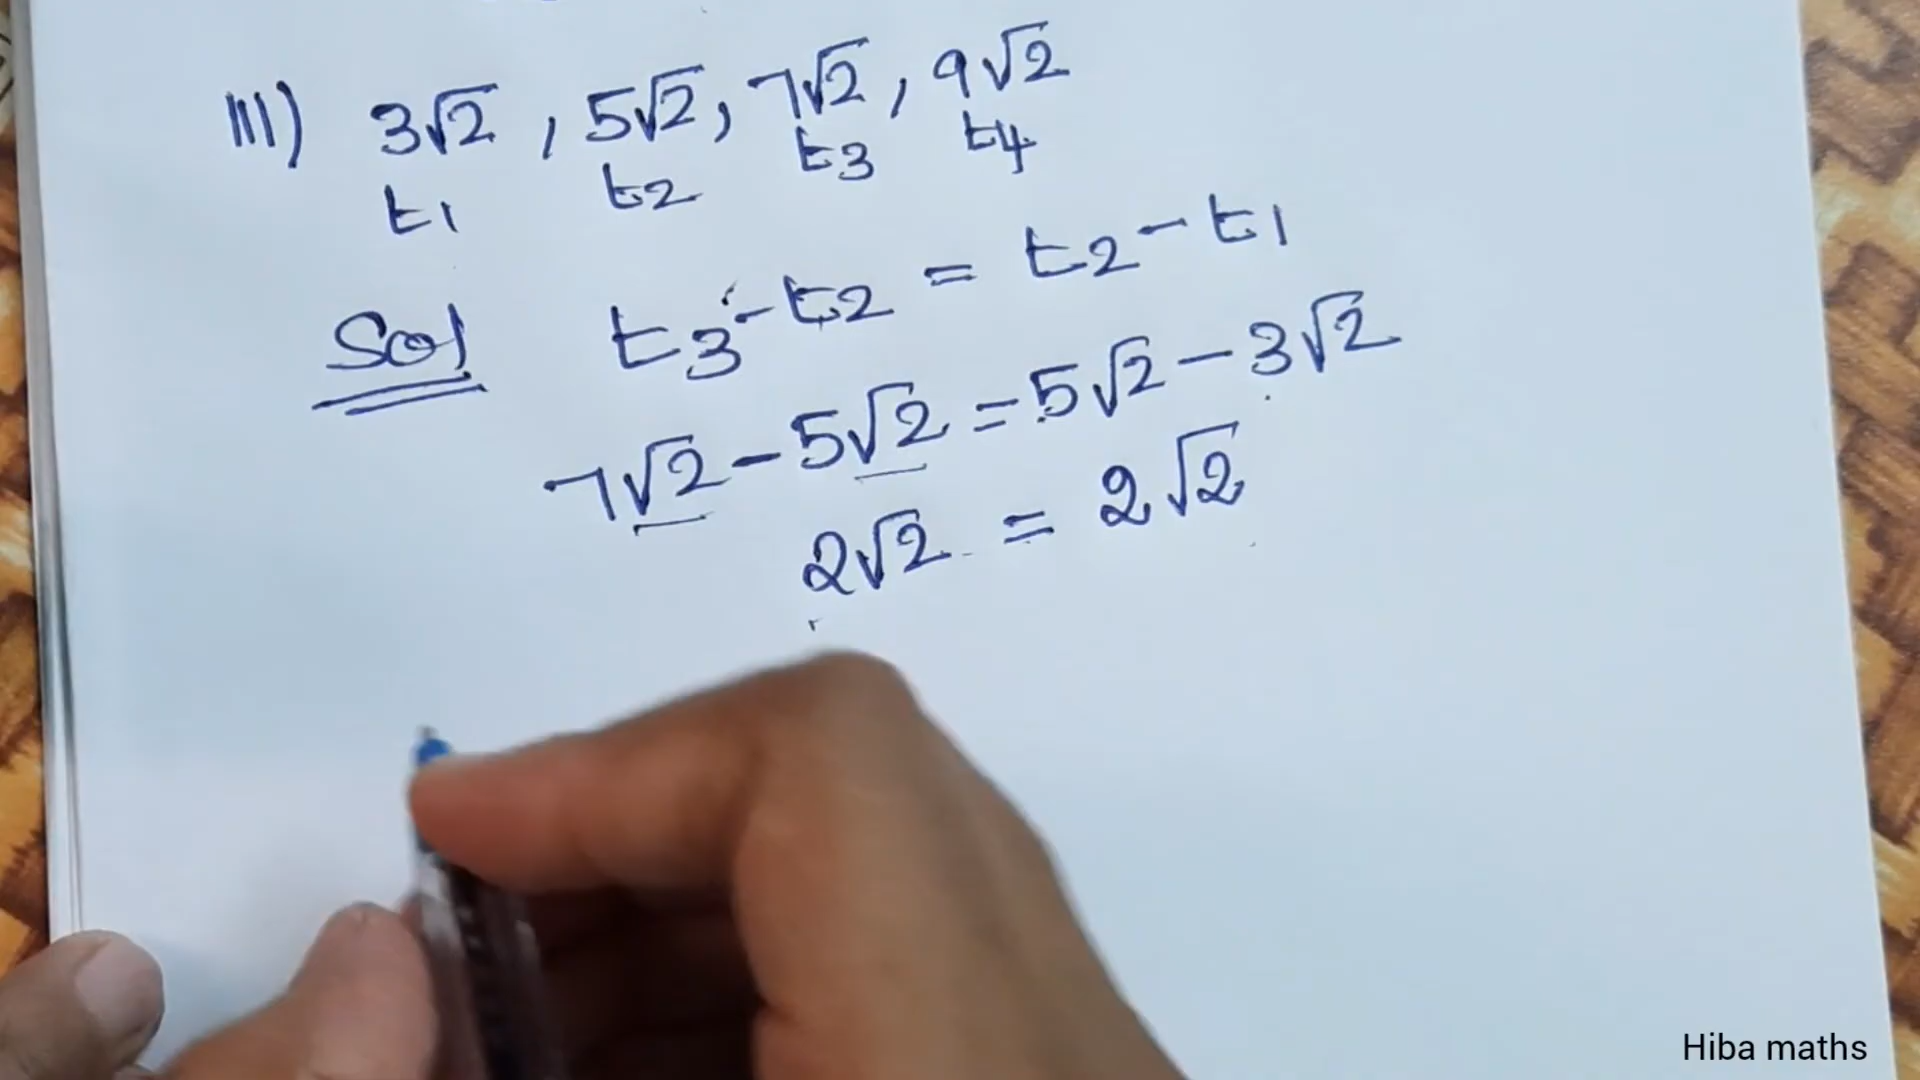 III) 3√2 , 5√2, 7√2 , 9√2
t1 t2 t3 t4
Sol t3 - t2 = t2 - t1
7√2 - 5√2 = 5√2 - 3√2
2√2 = 2√2
Hiba maths